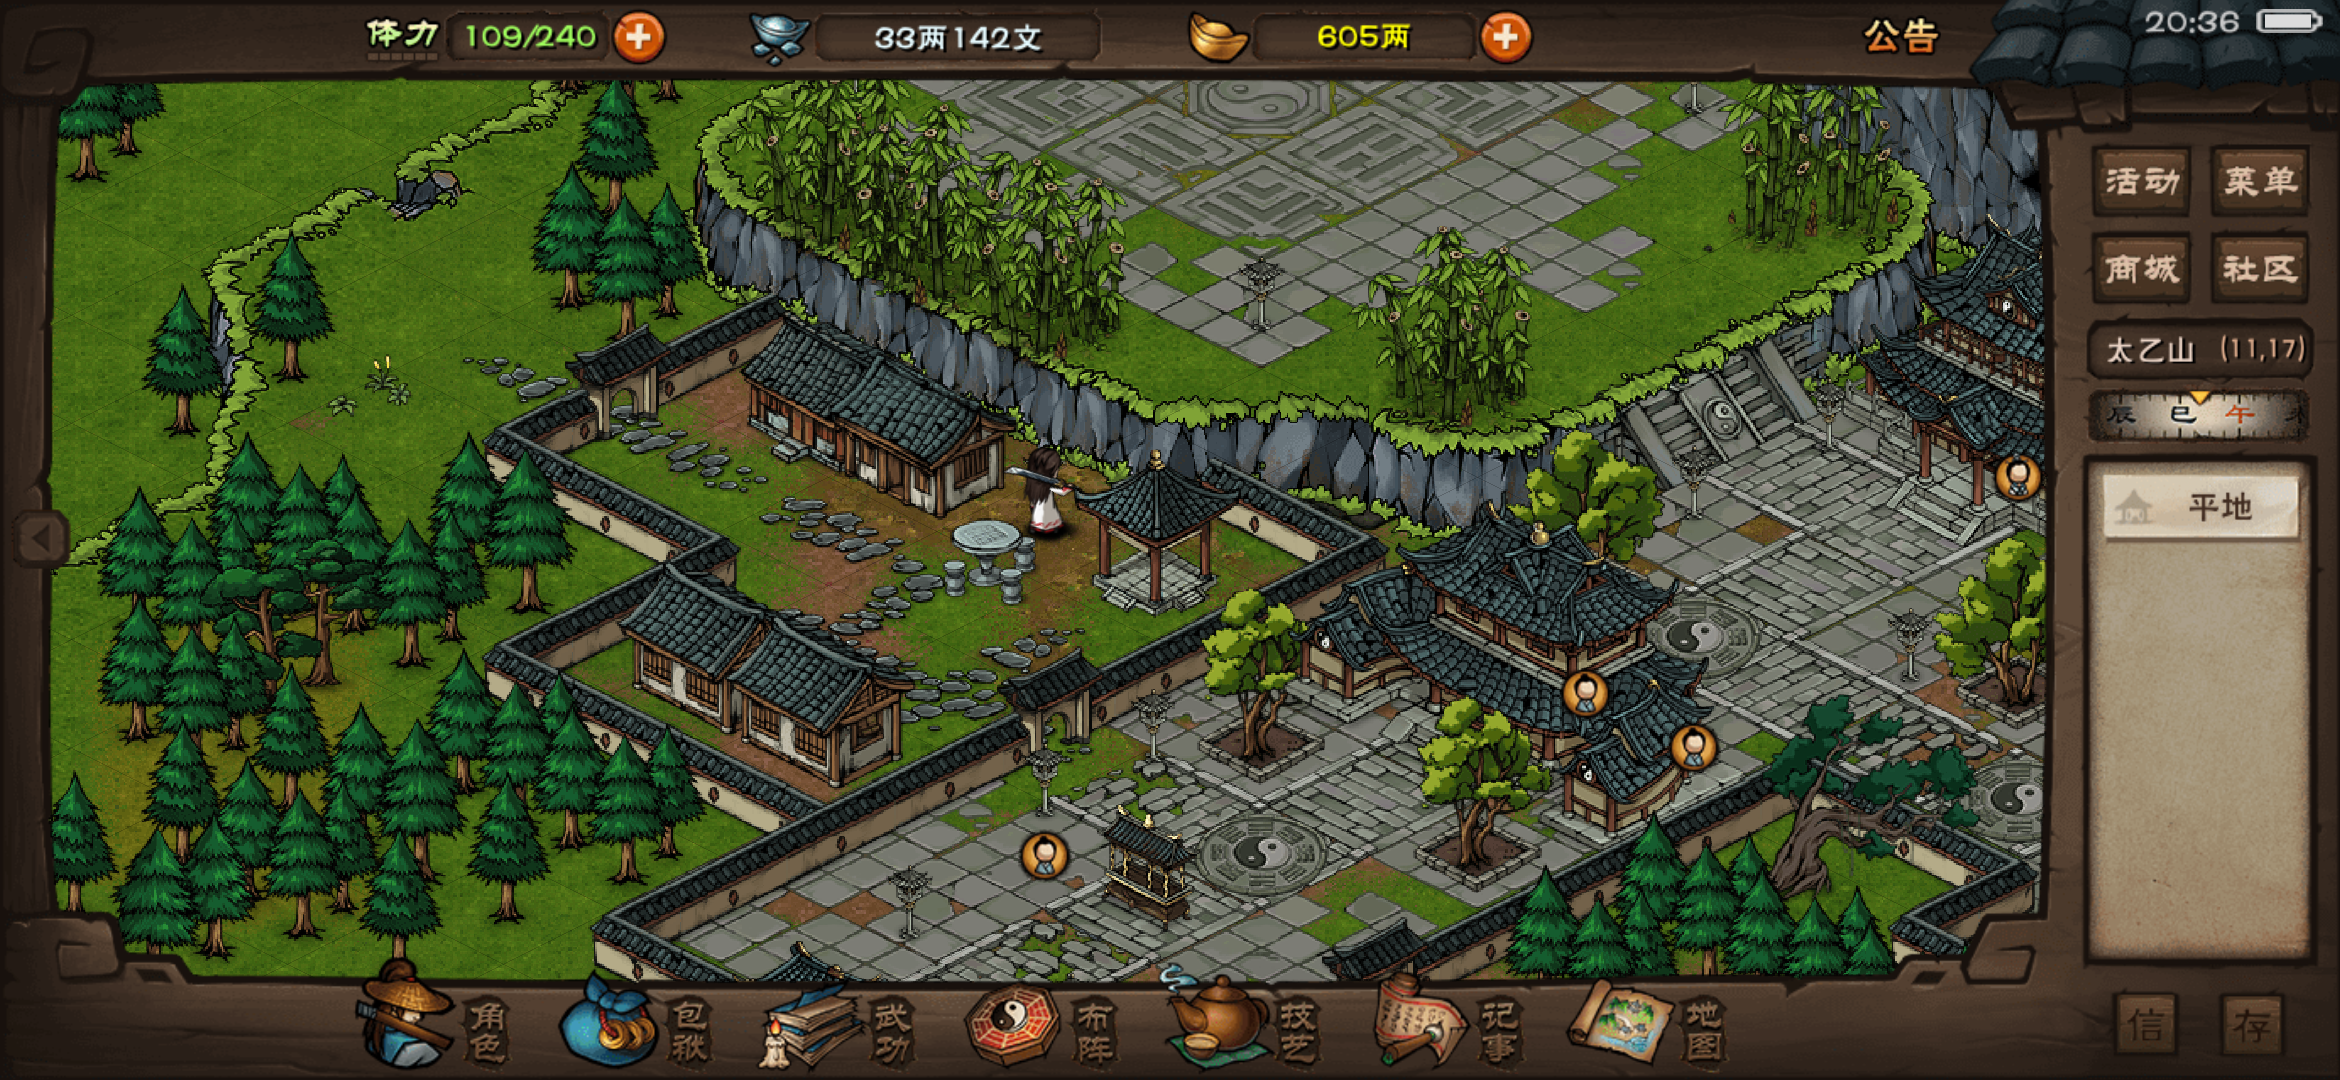 体力 109/240
33两142文
605两
公告
20:36
活动 菜单
商城 社区
太乙山 (11,17)
辰 巳 午
平地
角色
包袱
武功
布阵
技艺
记事
地图
信 存